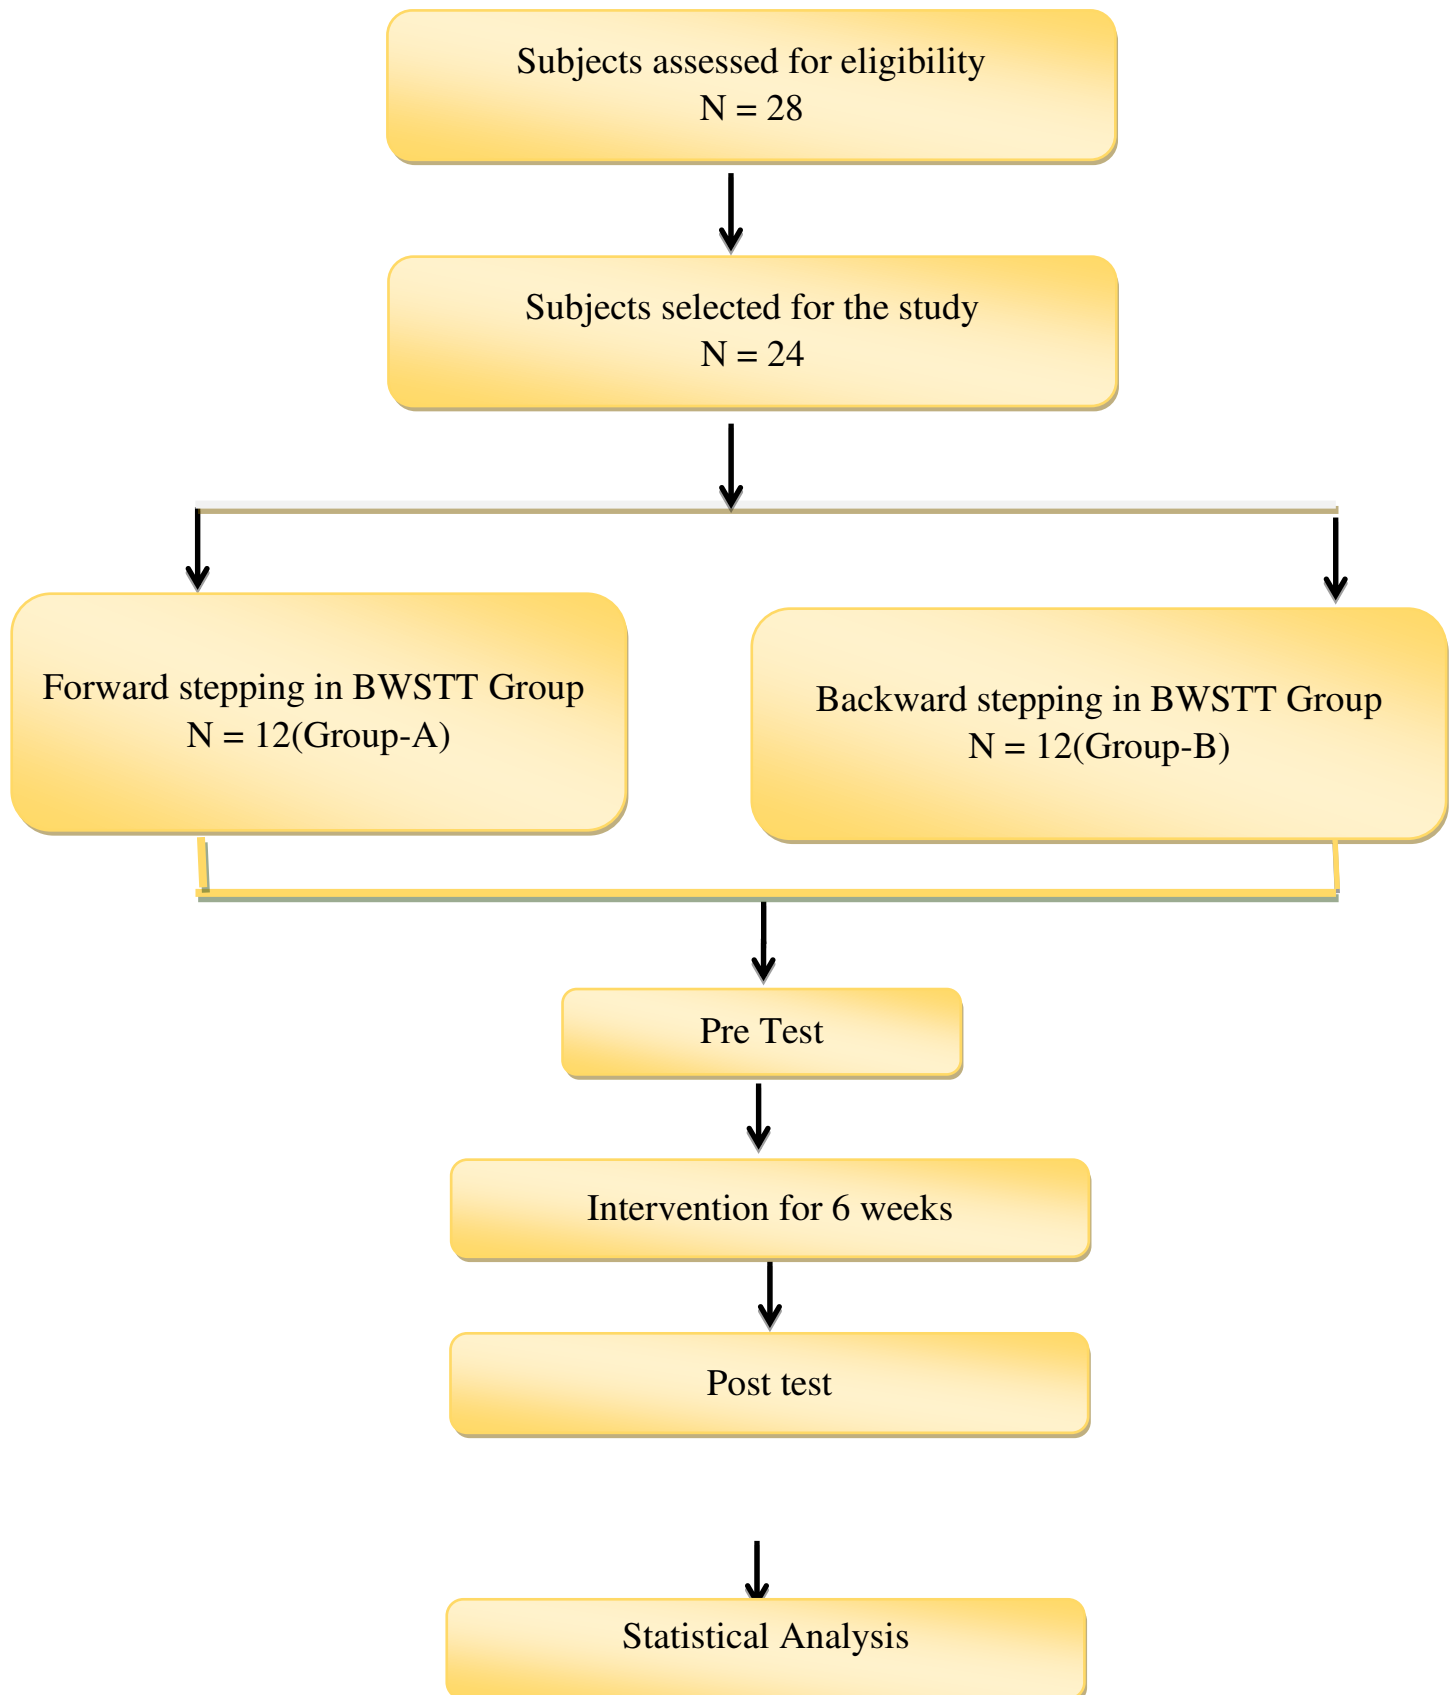 Subjects assessed for eligibility
N = 28
Subjects selected for the study
N = 24
Forward stepping in BWSTT Group
N = 12(Group-A)
Backward stepping in BWSTT Group
N = 12(Group-B)
Pre Test
Intervention for 6 weeks
Post test
Statistical Analysis